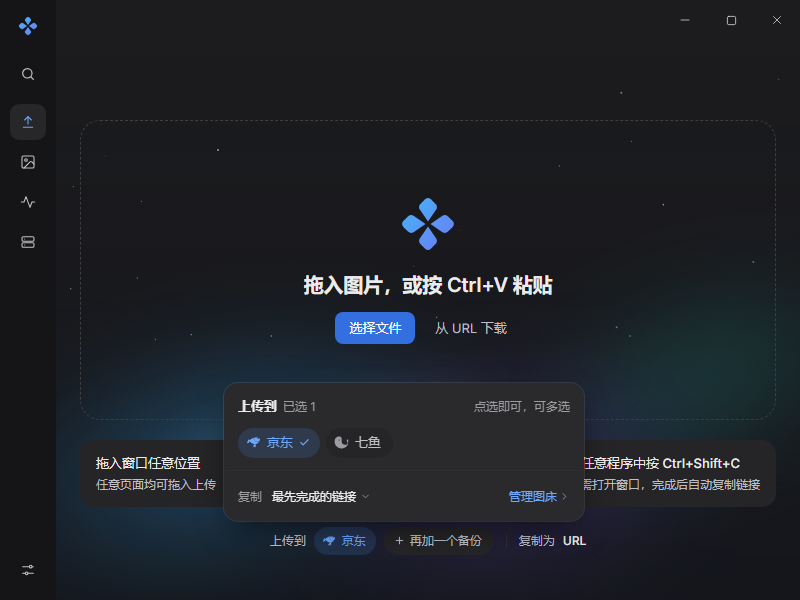 拖入图片，或按 Ctrl+V 粘贴
选择文件
从 URL 下载
上传到 已选 1
点选即可，可多选
京东
七鱼
复制 最先完成的链接
管理图床
拖入窗口任意位置
任意页面均可拖入上传
任意程序中按 Ctrl+Shift+C
需打开窗口，完成后自动复制链接
上传到 京东 + 再加一个备份 复制为 URL